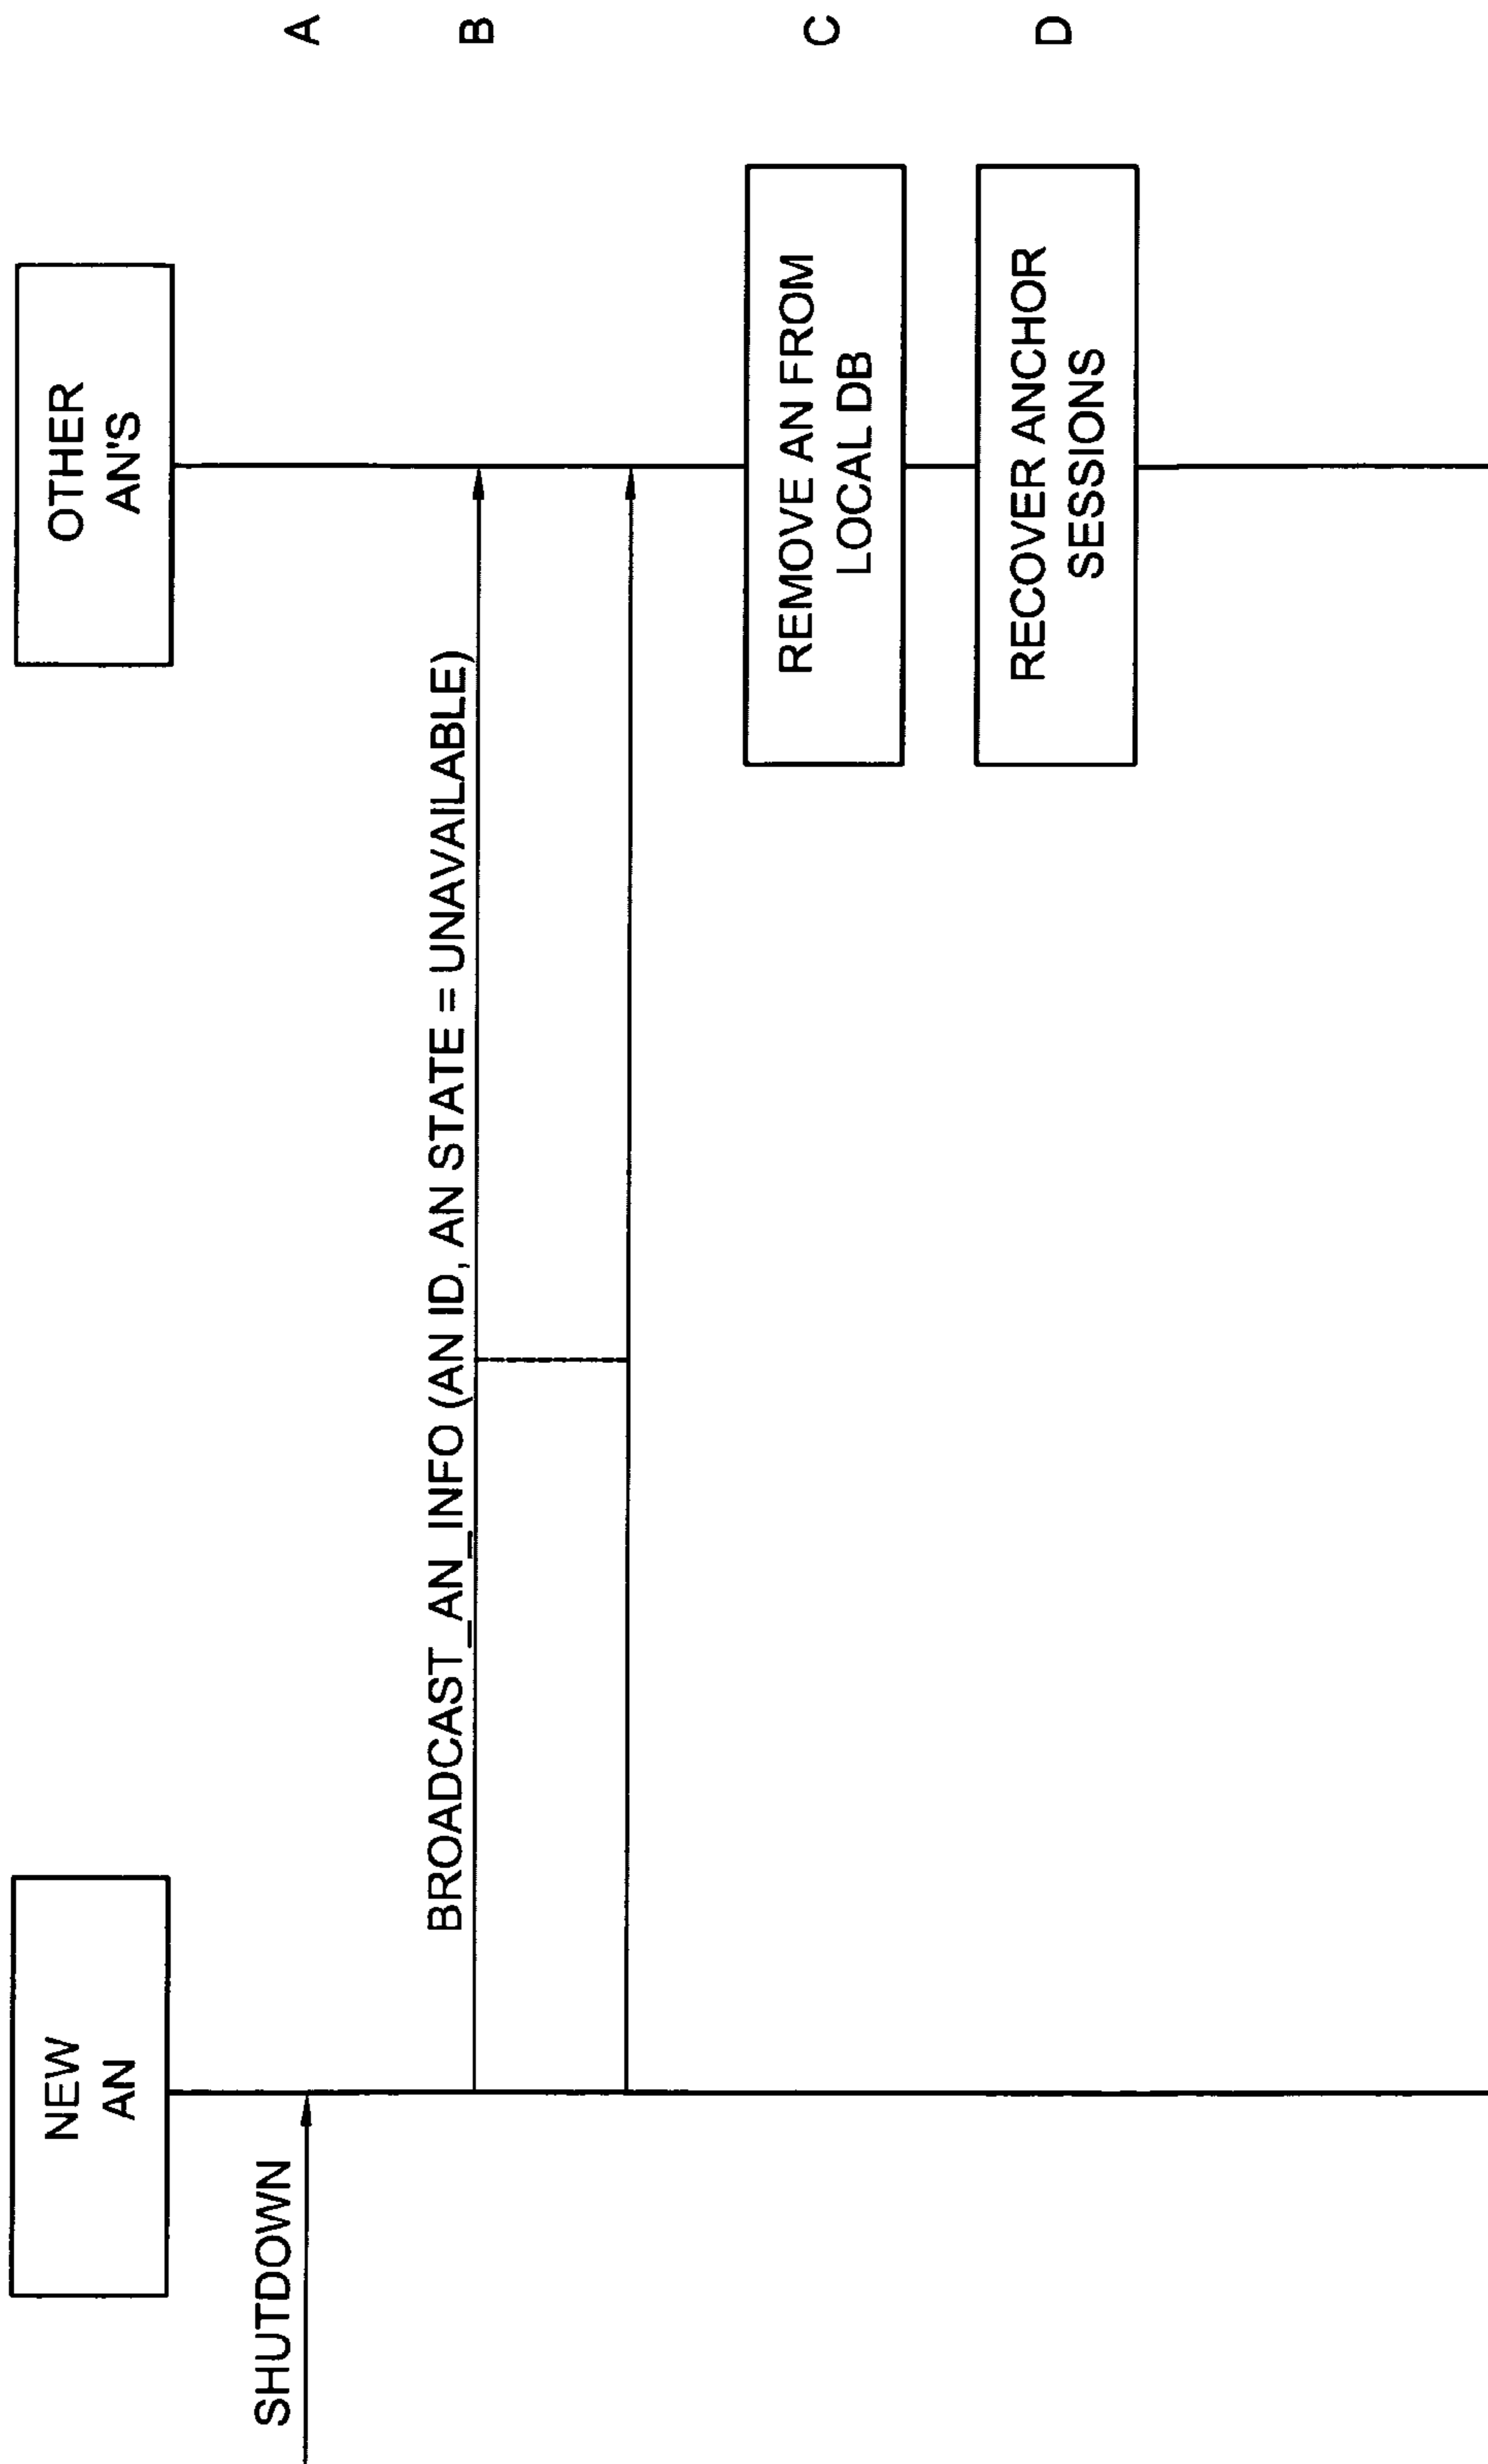 NEW
AN
OTHER
AN'S
SHUTDOWN
A
BROADCAST_AN_INFO (AN ID, AN STATE = UNAVAILABLE)
B
REMOVE AN FROM
LOCAL DB
C
RECOVER ANCHOR
SESSIONS
D